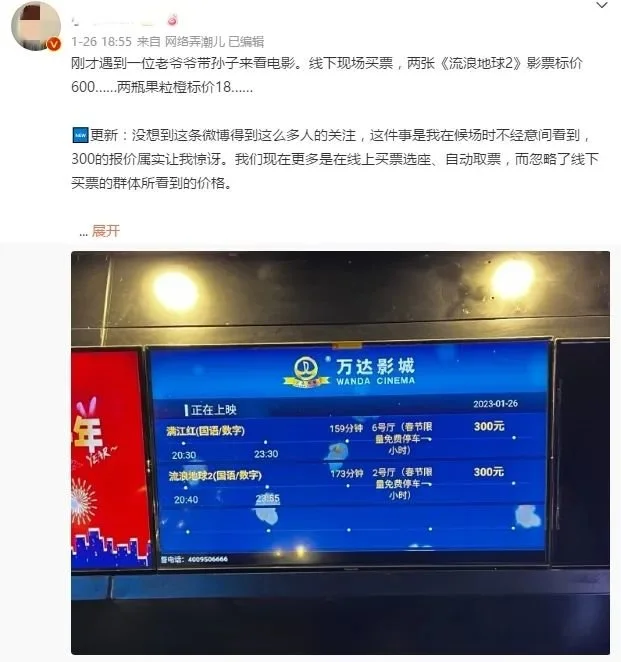 1-26 18:55 来自 网络弄潮儿 已编辑
刚才遇到一位老爷爷带孙子来看电影。线下现场买票，两张《流浪地球2》影票标价
600......两瓶果粒橙标价18......
NEW更新：没想到这条微博得到这么多人的关注，这件事是我在候场时不经意间看到，
300的报价属实让我惊讶。我们现在更多是在线上买票选座、自动取票，而忽略了线下
买票的群体所看到的价格。
... 展开
万达影城
WANDA CINEMA
正在上映
2023-01-26
满江红(国语/数字)
159分钟
6号厅（春节限
量免费停车一
小时）
300元
20:30
23:30
流浪地球2(国语/数字)
173分钟
2号厅（春节限
量免费停车一
小时）
300元
20:40
23:55
电话：4009506666
年
YEAR~